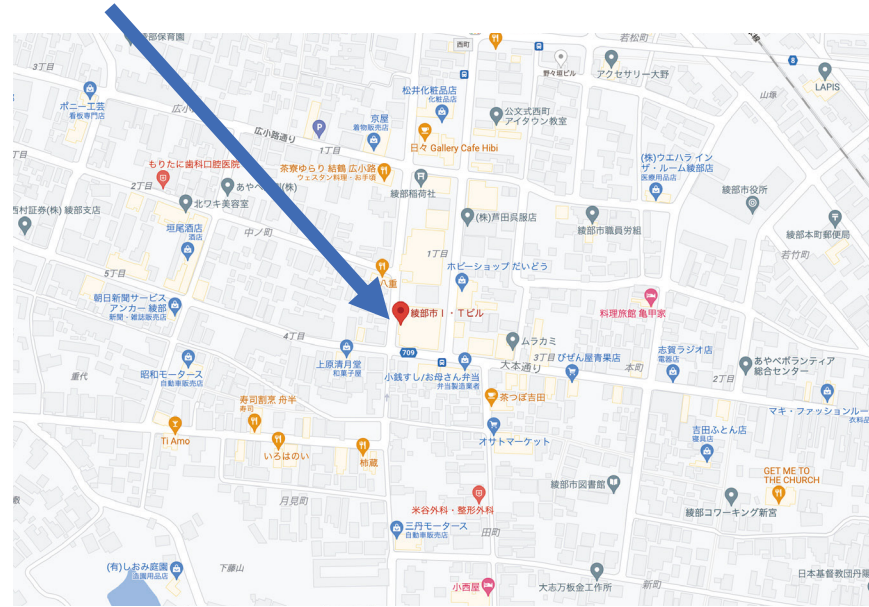 綾部保育園
西町
若松町
8
野々垣ビル
アクセサリー大野
LAPIS
山塚
3丁目
ポニー工芸
看板専門店
広小路通り
P
1丁目
京屋
着物販売店
松井化粧品店
化粧品店
公文式西町
アイタウン教室
日々 Gallery Cafe Hibi
丁目
もりたに歯科口腔医院
2丁目
北ワキ美容室
茶寮ゆらり 結鶴 広小路
ウェスタン料理・お手頃
綾部稲荷社
(株)ウエハラ イン
ザ・ルーム綾部店
医療用品店
綾部市役所
西村証券(株) 綾部支店
垣尾酒店
酒店
中ノ町
(株)芦田呉服店
綾部市職員労組
綾部本町郵便局
若竹町
1丁目
5丁目
八重
ホビーショップ だいどう
朝日新聞サービス
アンカー 綾部
新聞・雑誌販売店
綾部市I・Tビル
料理旅館 亀甲家
4丁目
709
ムラカミ
大本通り
3丁目
びぜん屋青果店
本町
志賀ラジオ店
電器店
2丁目
あやべボランティア
総合センター
重代
昭和モータース
自動車販売店
上原清月堂
和菓子屋
小銭すし/お母さん弁当
弁当製造業者
マキ・ファッションルー
衣料品
寿司割烹 舟半
寿司
茶つぼ吉田
Ti Amo
いろはのい
柿蔵
オサトマーケット
吉田ふとん店
寝具店
GET ME TO
THE CHURCH
月見町
米谷外科・整形外科
綾部市図書館
綾部コワーキング新宮
三丹モータース
自動車販売店
田町
(有)しおみ庭園
造園用品店
下藤山
小西屋
大志万板金工作所
新町
日本基督教団丹陽